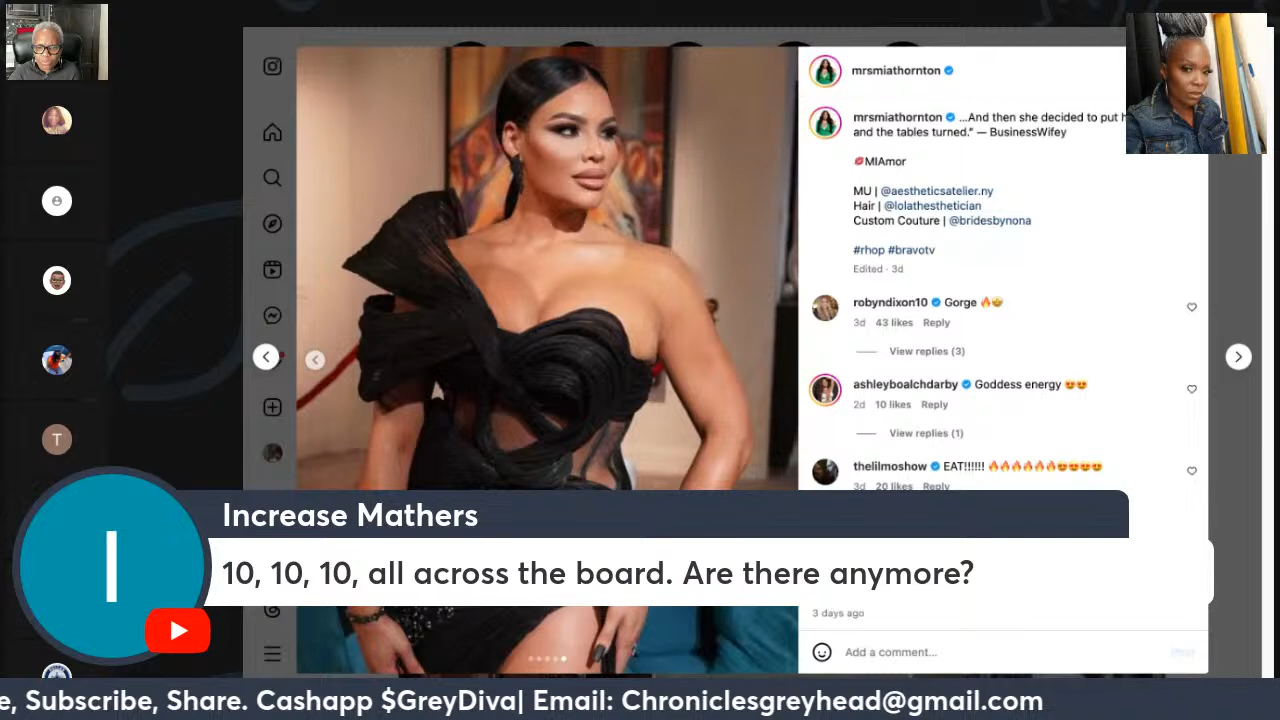 mrsmiathornton
mrsmiathornton ...And then she decided to put
and the tables turned." — BusinessWifey
💋MIAmor
MU | @aestheticsatelier.ny
Hair | @lolathesthetician
Custom Couture | @bridesbynona
#rhop #bravotv
Edited · 3d
robyndixon10 Gorge 🔥🤩
3d 43 likes Reply
View replies (3)
ashleyboalchdarby Goddess energy 😍😍
2d 10 likes Reply
View replies (1)
thelilmoshow EAT!!!!!! 🔥🔥🔥🔥🔥🔥😍😍😍😍
3d 20 likes Reply
T
I
Increase Mathers
10, 10, 10, all across the board. Are there anymore?
3 days ago
Add a comment...
Post
e, Subscribe, Share. Cashapp $GreyDiva| Email: Chroniclesgreyhead@gmail.com